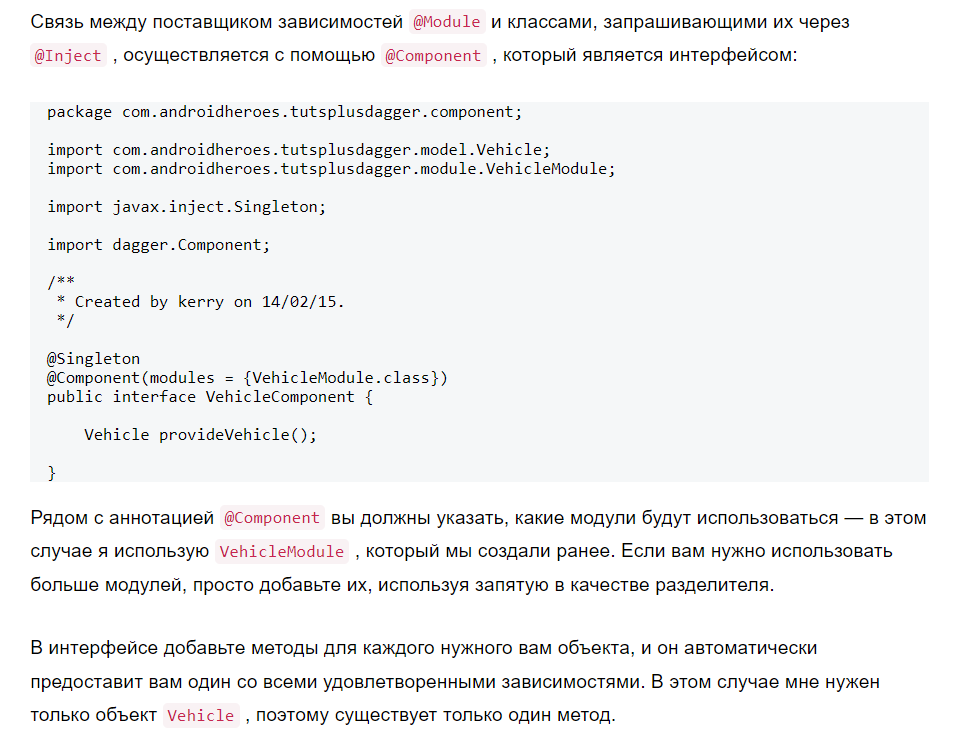 Связь между поставщиком зависимостей @Module и классами, запрашивающими их через
@Inject , осуществляется с помощью @Component , который является интерфейсом:
package com.androidheroes.tutsplusdagger.component;
import com.androidheroes.tutsplusdagger.model.Vehicle;
import com.androidheroes.tutsplusdagger.module.VehicleModule;
import javax.inject.Singleton;
import dagger.Component;
/**
 * Created by kerry on 14/02/15.
 */
@Singleton
@Component(modules = {VehicleModule.class})
public interface VehicleComponent {
    Vehicle provideVehicle();
}
Рядом с аннотацией @Component вы должны указать, какие модули будут использоваться — в этом
случае я использую VehicleModule , который мы создали ранее. Если вам нужно использовать
больше модулей, просто добавьте их, используя запятую в качестве разделителя.
В интерфейсе добавьте методы для каждого нужного вам объекта, и он автоматически
предоставит вам один со всеми удовлетворенными зависимостями. В этом случае мне нужен
только объект Vehicle , поэтому существует только один метод.